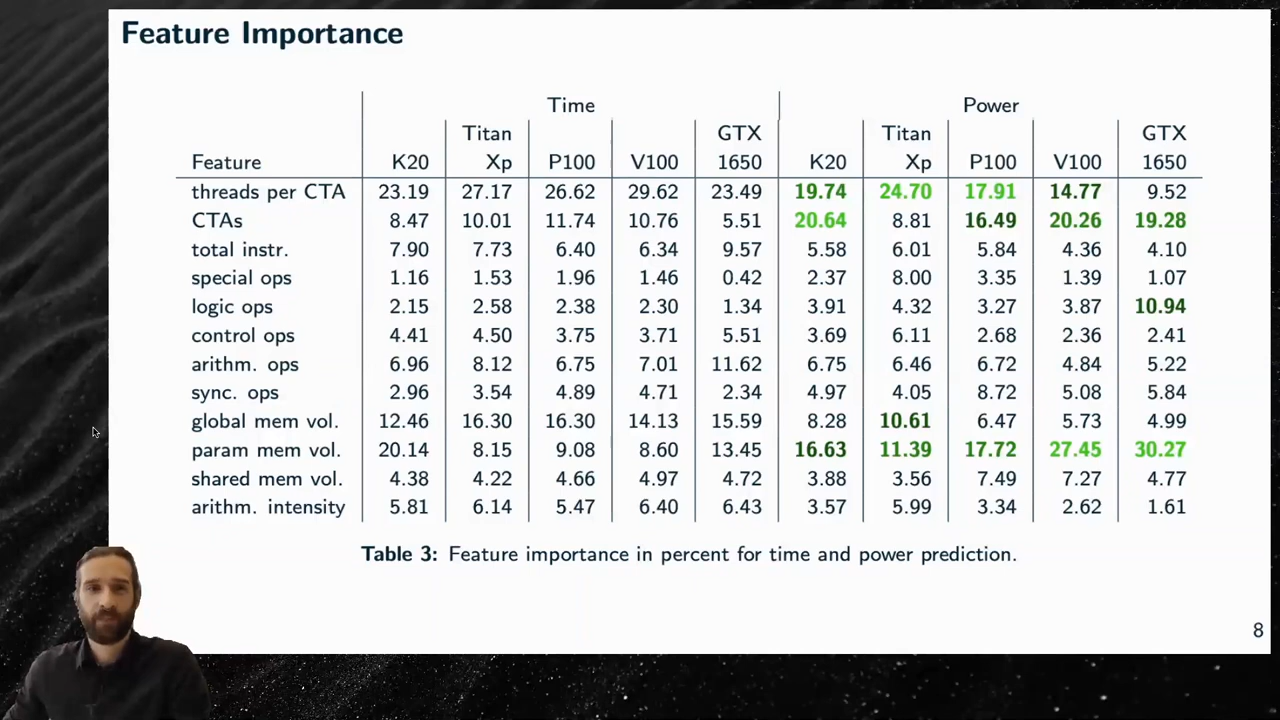 Feature Importance
Time Power
Titan GTX Titan GTX
Feature K20 Xp P100 V100 1650 K20 Xp P100 V100 1650
threads per CTA 23.19 27.17 26.62 29.62 23.49 19.74 24.70 17.91 14.77 9.52
CTAs 8.47 10.01 11.74 10.76 5.51 20.64 8.81 16.49 20.26 19.28
total instr. 7.90 7.73 6.40 6.34 9.57 5.58 6.01 5.84 4.36 4.10
special ops 1.16 1.53 1.96 1.46 0.42 2.37 8.00 3.35 1.39 1.07
logic ops 2.15 2.58 2.38 2.30 1.34 3.91 4.32 3.27 3.87 10.94
control ops 4.41 4.50 3.75 3.71 5.51 3.69 6.11 2.68 2.36 2.41
arithm. ops 6.96 8.12 6.75 7.01 11.62 6.75 6.46 6.72 4.84 5.22
sync. ops 2.96 3.54 4.89 4.71 2.34 4.97 4.05 8.72 5.08 5.84
global mem vol. 12.46 16.30 16.30 14.13 15.59 8.28 10.61 6.47 5.73 4.99
param mem vol. 20.14 8.15 9.08 8.60 13.45 16.63 11.39 17.72 27.45 30.27
shared mem vol. 4.38 4.22 4.66 4.97 4.72 3.88 3.56 7.49 7.27 4.77
arithm. intensity 5.81 6.14 5.47 6.40 6.43 3.57 5.99 3.34 2.62 1.61
Table 3: Feature importance in percent for time and power prediction.
8